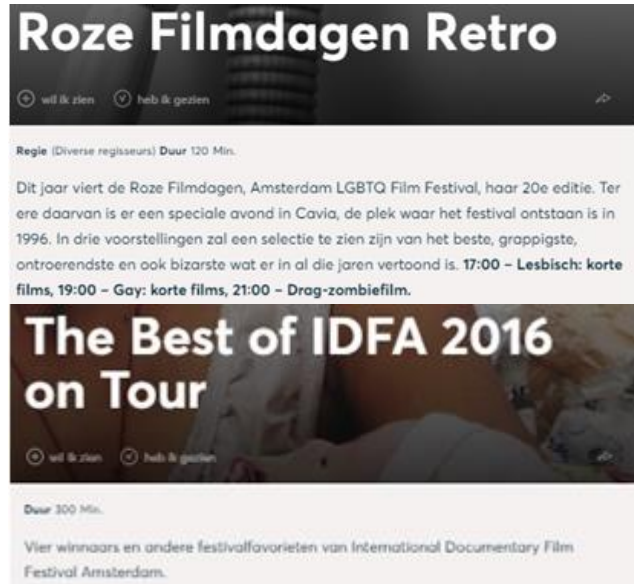 Roze Filmdagen Retro
wil ik zien heb ik gezien
Regie (Diverse regisseurs) Duur 120 Min.
Dit jaar viert de Roze Filmdagen, Amsterdam LGBTQ Film Festival, haar 20e editie. Ter
ere daarvan is er een speciale avond in Cavia, de plek waar het festival ontstaan is in
1996. In drie voorstellingen zal een selectie te zien zijn van het beste, grappigste,
ontroerendste en ook bizarste wat er in al die jaren vertoond is. 17:00 – Lesbisch: korte
films, 19:00 – Gay: korte films, 21:00 – Drag-zombiefilm.
The Best of IDFA 2016
on Tour
wil ik zien heb ik gezien
Duur 300 Min.
Vier winnaars en andere festivalfavorieten van International Documentary Film
Festival Amsterdam.